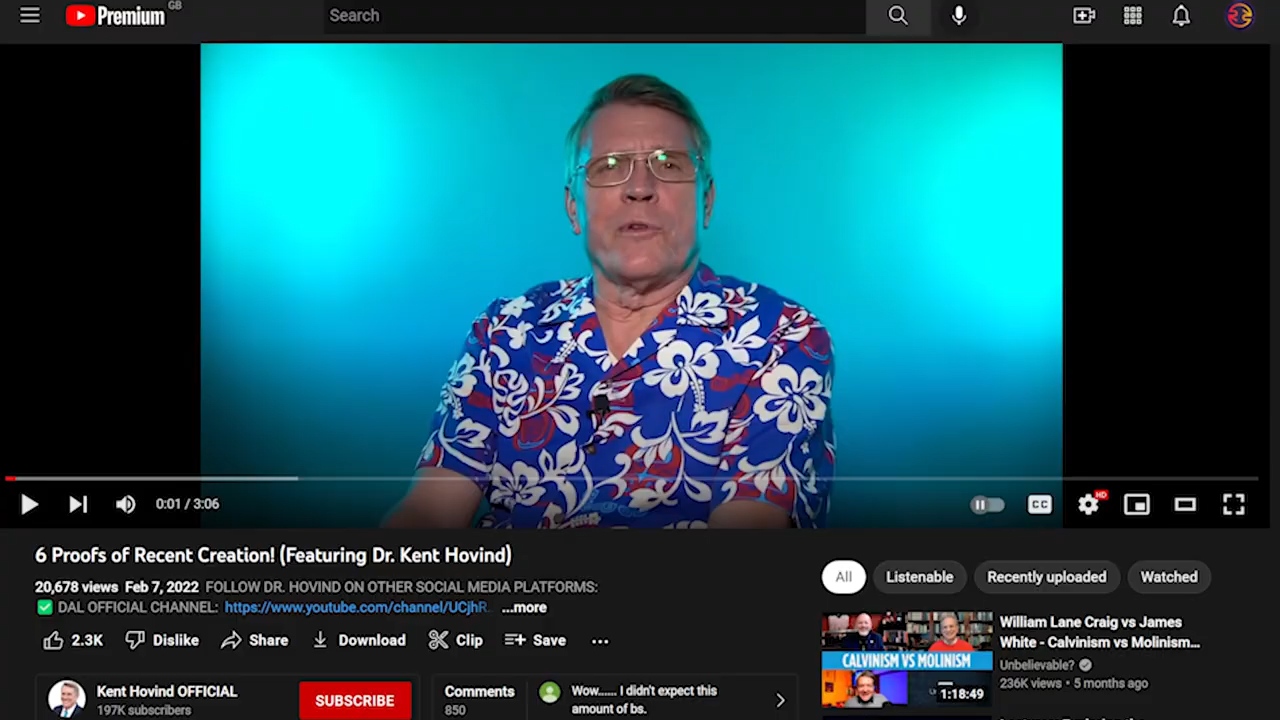 Premium GB
Search
0:01 / 3:06
CC
HD
6 Proofs of Recent Creation! (Featuring Dr. Kent Hovind)
20,678 views Feb 7, 2022 FOLLOW DR. HOVIND ON OTHER SOCIAL MEDIA PLATFORMS:
✅ DAL OFFICIAL CHANNEL: https://www.youtube.com/channel/UCjhR... ...more
2.3K Dislike Share Download Clip Save ...
Kent Hovind OFFICIAL
197K subscribers
SUBSCRIBE
Comments
850
Wow...... I didn't expect this
amount of bs.
All Listenable Recently uploaded Watched
CALVINISM VS MOLINISM
1:18:49
William Lane Craig vs James
White - Calvinism vs Molinism...
Unbelievable?
236K views • 5 months ago